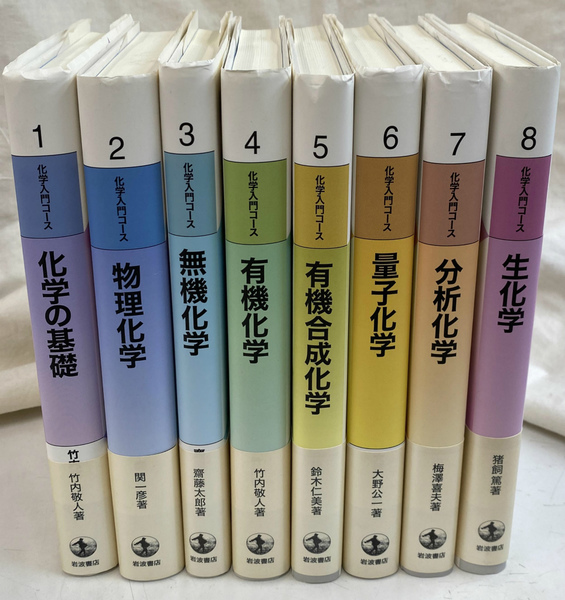 1
化学入門コース
化学の基礎
竹内敬人著
岩波書店
2
化学入門コース
物理化学
関一彦著
岩波書店
3
化学入門コース
無機化学
齋藤太郎著
岩波書店
4
化学入門コース
有機化学
竹内敬人著
岩波書店
5
化学入門コース
有機合成化学
鈴木仁美著
岩波書店
6
化学入門コース
量子化学
大野公一著
岩波書店
7
化学入門コース
分析化学
梅澤喜夫著
岩波書店
8
化学入門コース
生化学
猪飼篤著
岩波書店